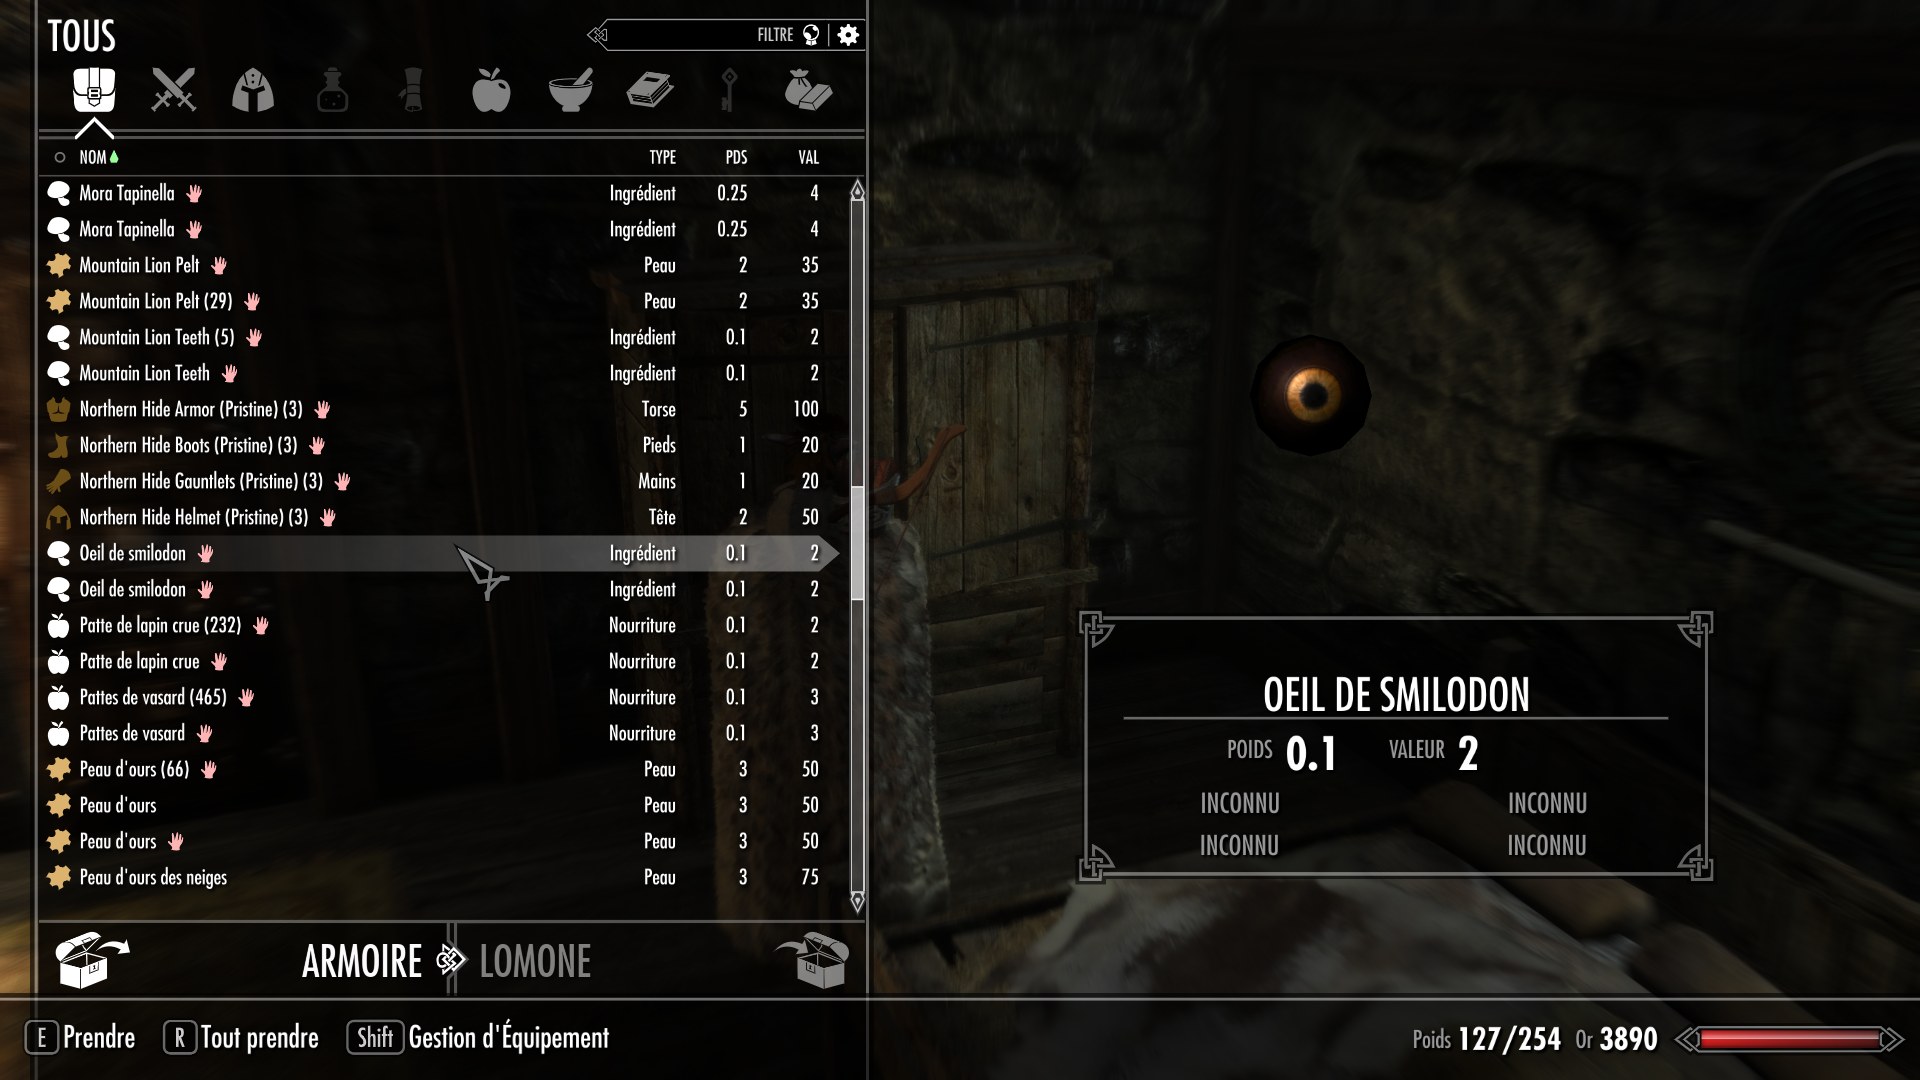 TOUS
FILTRE
NOM TYPE PDS VAL
Mora Tapinella Ingrédient 0.25 4
Mora Tapinella Ingrédient 0.25 4
Mountain Lion Pelt Peau 2 35
Mountain Lion Pelt (29) Peau 2 35
Mountain Lion Teeth (5) Ingrédient 0.1 2
Mountain Lion Teeth Ingrédient 0.1 2
Northern Hide Armor (Pristine) (3) Torse 5 100
Northern Hide Boots (Pristine) (3) Pieds 1 20
Northern Hide Gauntlets (Pristine) (3) Mains 1 20
Northern Hide Helmet (Pristine) (3) Tête 2 50
Oeil de smilodon Ingrédient 0.1 2
Oeil de smilodon Ingrédient 0.1 2
Patte de lapin crue (232) Nourriture 0.1 2
Patte de lapin crue Nourriture 0.1 2
Pattes de vasard (465) Nourriture 0.1 3
Pattes de vasard Nourriture 0.1 3
Peau d'ours (66) Peau 3 50
Peau d'ours Peau 3 50
Peau d'ours Peau 3 50
Peau d'ours des neiges Peau 3 75
ARMOIRE LOMONE
OEIL DE SMILODON
POIDS 0.1 VALEUR 2
INCONNU INCONNU
INCONNU INCONNU
E Prendre R Tout prendre Shift Gestion d'Équipement
Poids 127/254 Or 3890